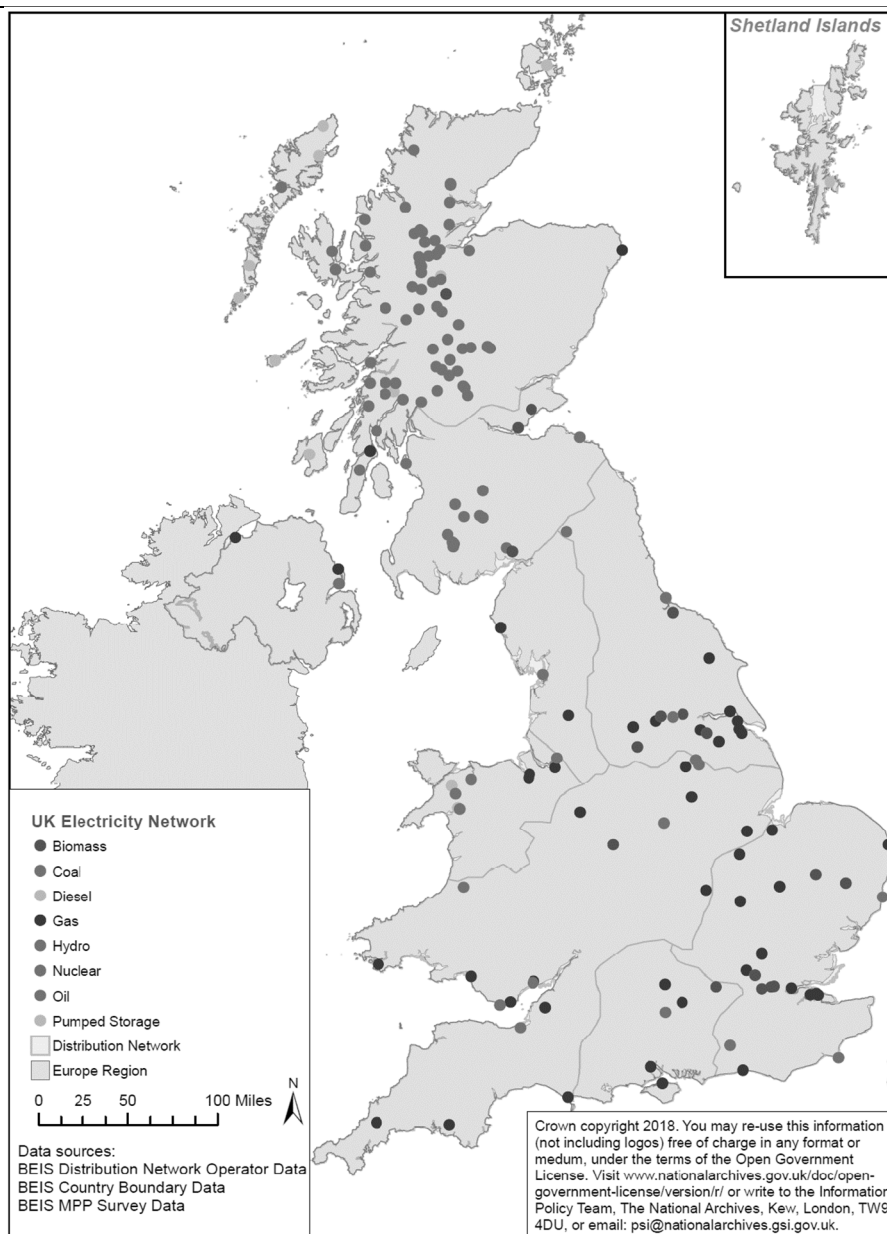 Shetland Islands
UK Electricity Network
Biomass
Coal
Diesel
Gas
Hydro
Nuclear
Oil
Pumped Storage
Distribution Network
Europe Region
N
0 25 50 100 Miles
Data sources:
BEIS Distribution Network Operator Data
BEIS Country Boundary Data
BEIS MPP Survey Data
Crown copyright 2018. You may re-use this information
(not including logos) free of charge in any format or
medum, under the terms of the Open Government
License. Visit www.nationalarchives.gov.uk/doc/open-
government-license/version/r/ or write to the Information
Policy Team, The National Archives, Kew, London, TW9
4DU, or email: psi@nationalarchives.gsi.gov.uk.